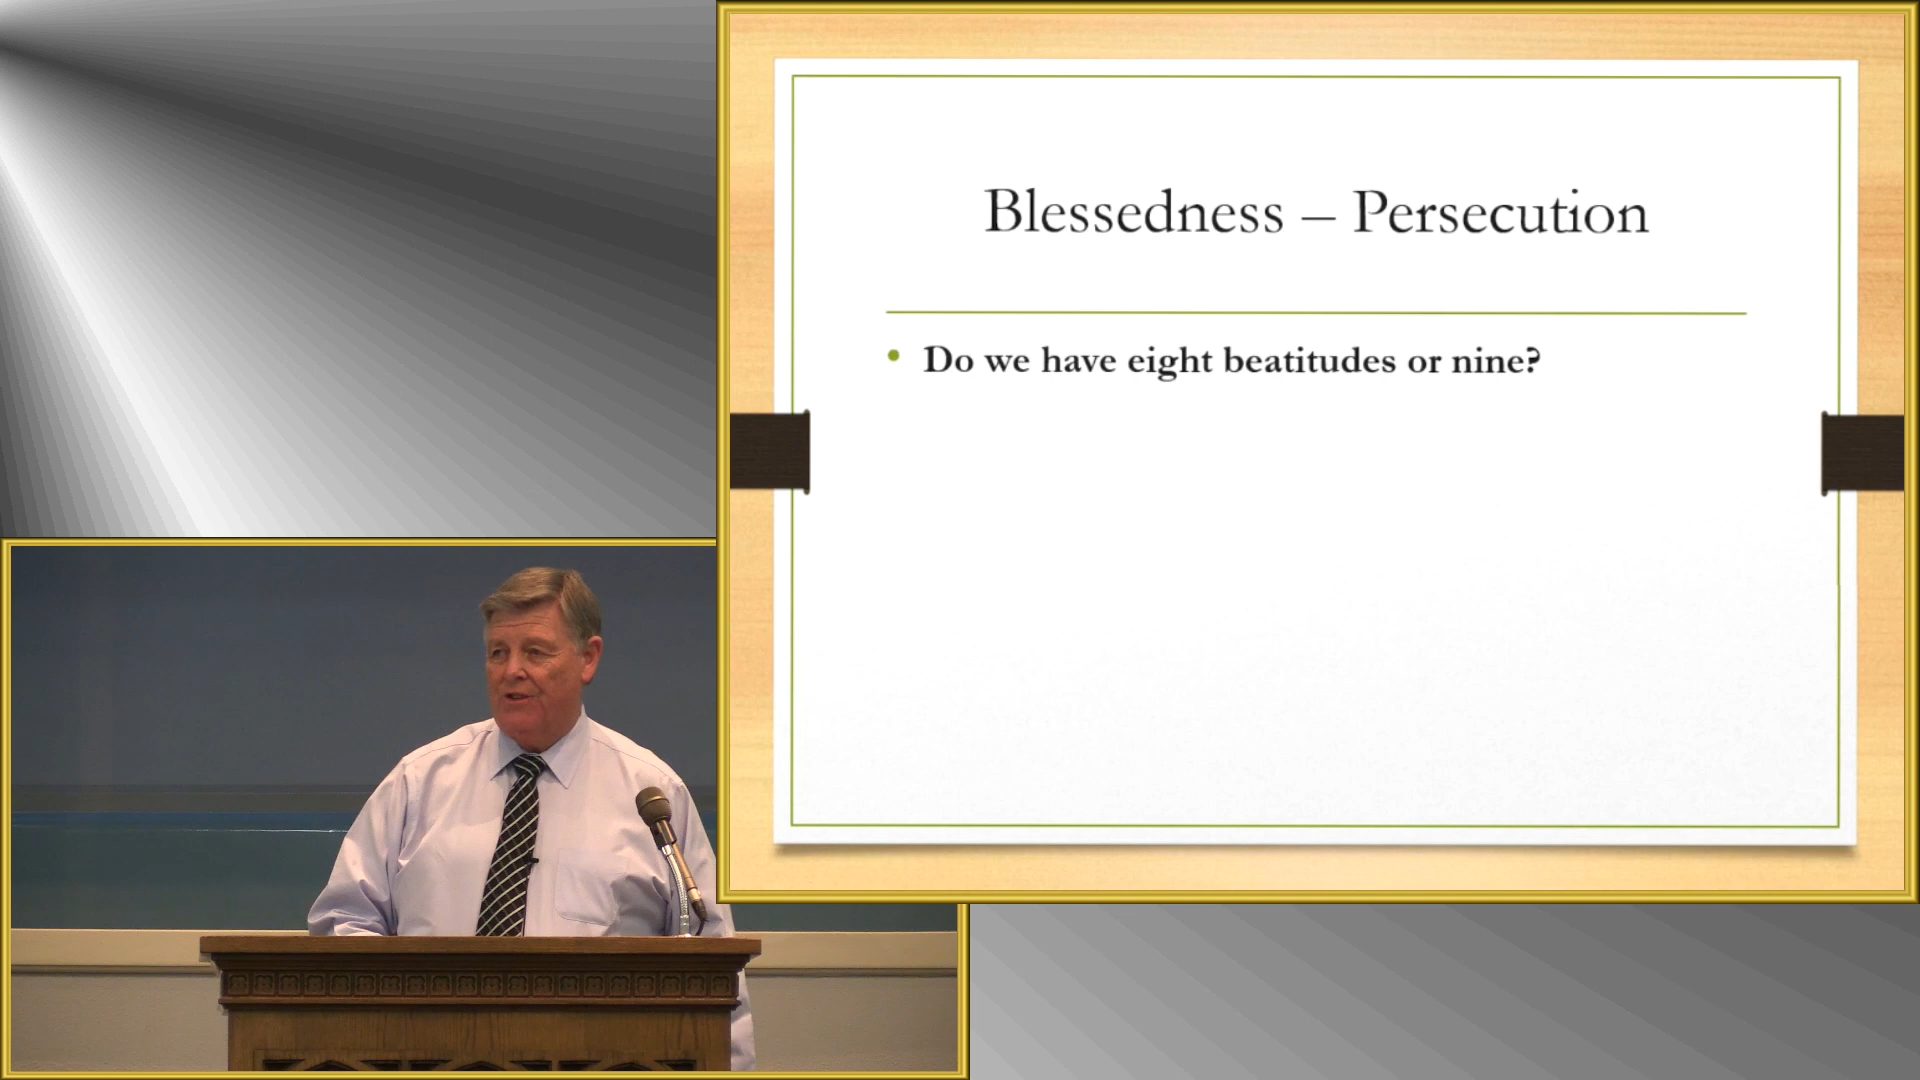 Blessedness – Persecution
• Do we have eight beatitudes or nine?